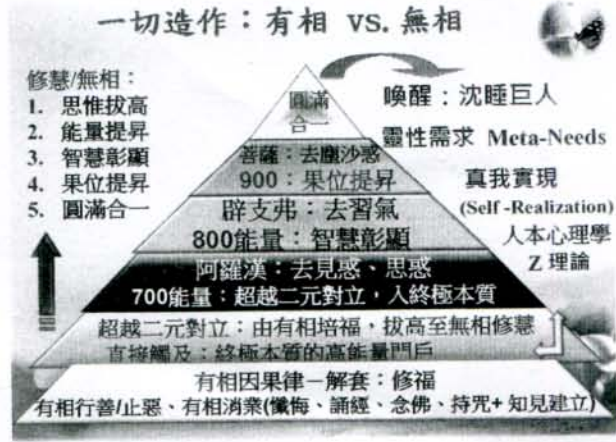 一切造作：有相 VS. 無相
修慧/無相：
1. 思惟拔高
2. 能量提昇
3. 智慧彰顯
4. 果位提昇
5. 圓滿合一
圓滿
合一
菩薩：去塵沙惑
900：果位提昇
辟支弗：去習氣
800能量：智慧彰顯
阿羅漢：去見惑、思惑
700能量：超越二元對立，入終極本質
超越二元對立：由有相培福，拔高至無相修慧
直接觸及：終極本質的高能量門戶
有相因果律－解套：修福
有相行善/止惡、有相消業(懺悔、誦經、念佛、持咒+ 知見建立)
喚醒：沈睡巨人
靈性需求 Meta-Needs
真我實現
(Self -Realization)
人本心理學
Z 理論